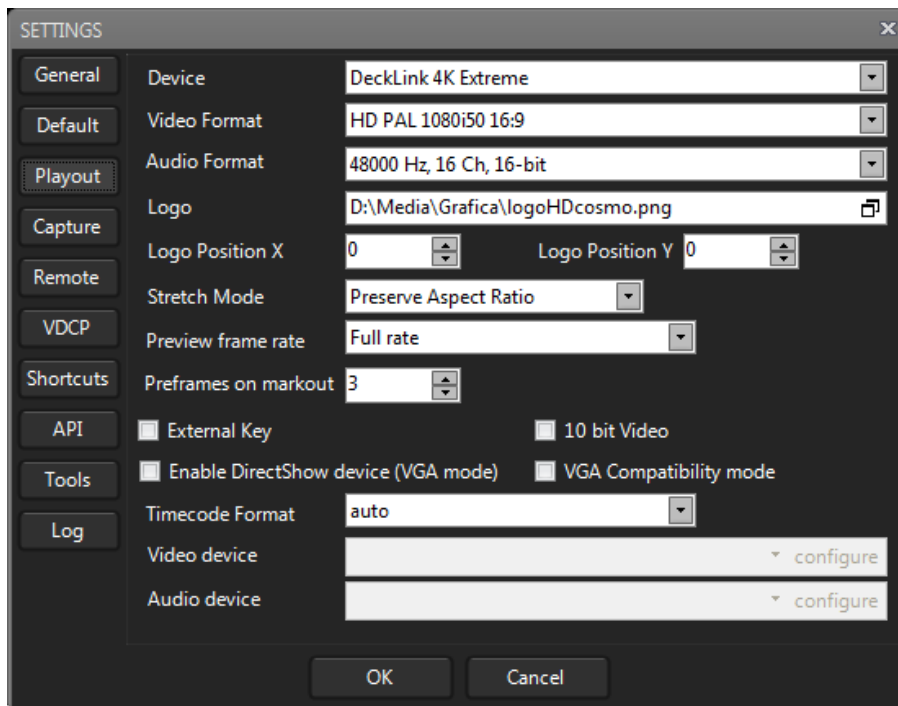 SETTINGS
General
Default
Playout
Capture
Remote
VDCP
Shortcuts
API
Tools
Log
Device DeckLink 4K Extreme
Video Format HD PAL 1080i50 16:9
Audio Format 48000 Hz, 16 Ch, 16-bit
Logo D:\Media\Grafica\logoHDcosmo.png
Logo Position X 0 Logo Position Y 0
Stretch Mode Preserve Aspect Ratio
Preview frame rate Full rate
Preframes on markout 3
External Key 10 bit Video
Enable DirectShow device (VGA mode) VGA Compatibility mode
Timecode Format auto
Video device configure
Audio device configure
OK Cancel